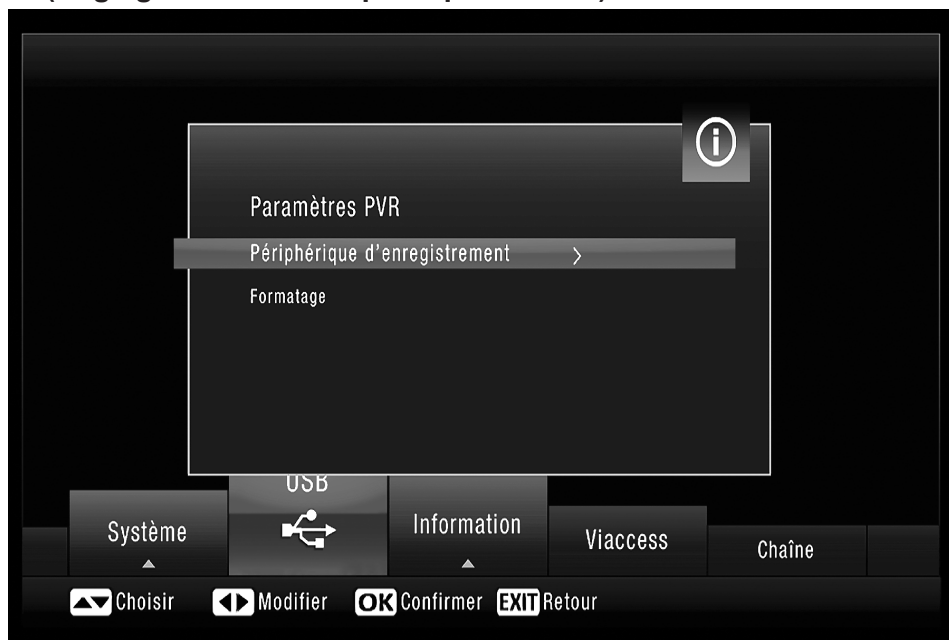 Paramètres PVR
Périphérique d’enregistrement >
Formatage
USB
Système
Information
Viaccess
Chaîne
Choisir Modifier OK Confirmer EXIT Retour